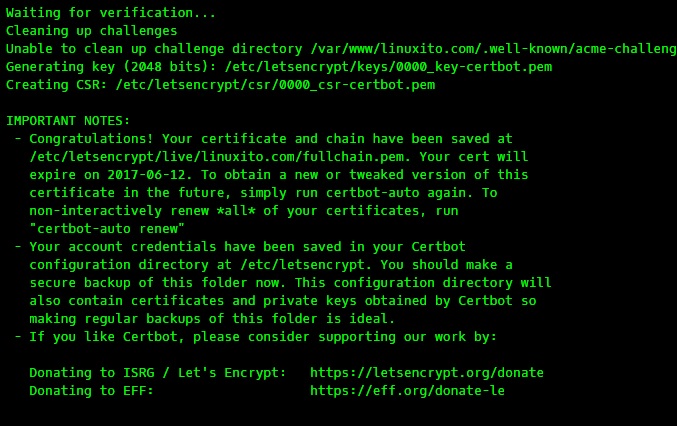 Waiting for verification...
Cleaning up challenges
Unable to clean up challenge directory /var/www/linuxito.com/.well-known/acme-challeng
Generating key (2048 bits): /etc/letsencrypt/keys/0000_key-certbot.pem
Creating CSR: /etc/letsencrypt/csr/0000_csr-certbot.pem
IMPORTANT NOTES:
- Congratulations! Your certificate and chain have been saved at
/etc/letsencrypt/live/linuxito.com/fullchain.pem. Your cert will
expire on 2017-06-12. To obtain a new or tweaked version of this
certificate in the future, simply run certbot-auto again. To
non-interactively renew *all* of your certificates, run
"certbot-auto renew"
- Your account credentials have been saved in your Certbot
configuration directory at /etc/letsencrypt. You should make a
secure backup of this folder now. This configuration directory will
also contain certificates and private keys obtained by Certbot so
making regular backups of this folder is ideal.
- If you like Certbot, please consider supporting our work by:
Donating to ISRG / Let's Encrypt: https://letsencrypt.org/donate
Donating to EFF: https://eff.org/donate-le